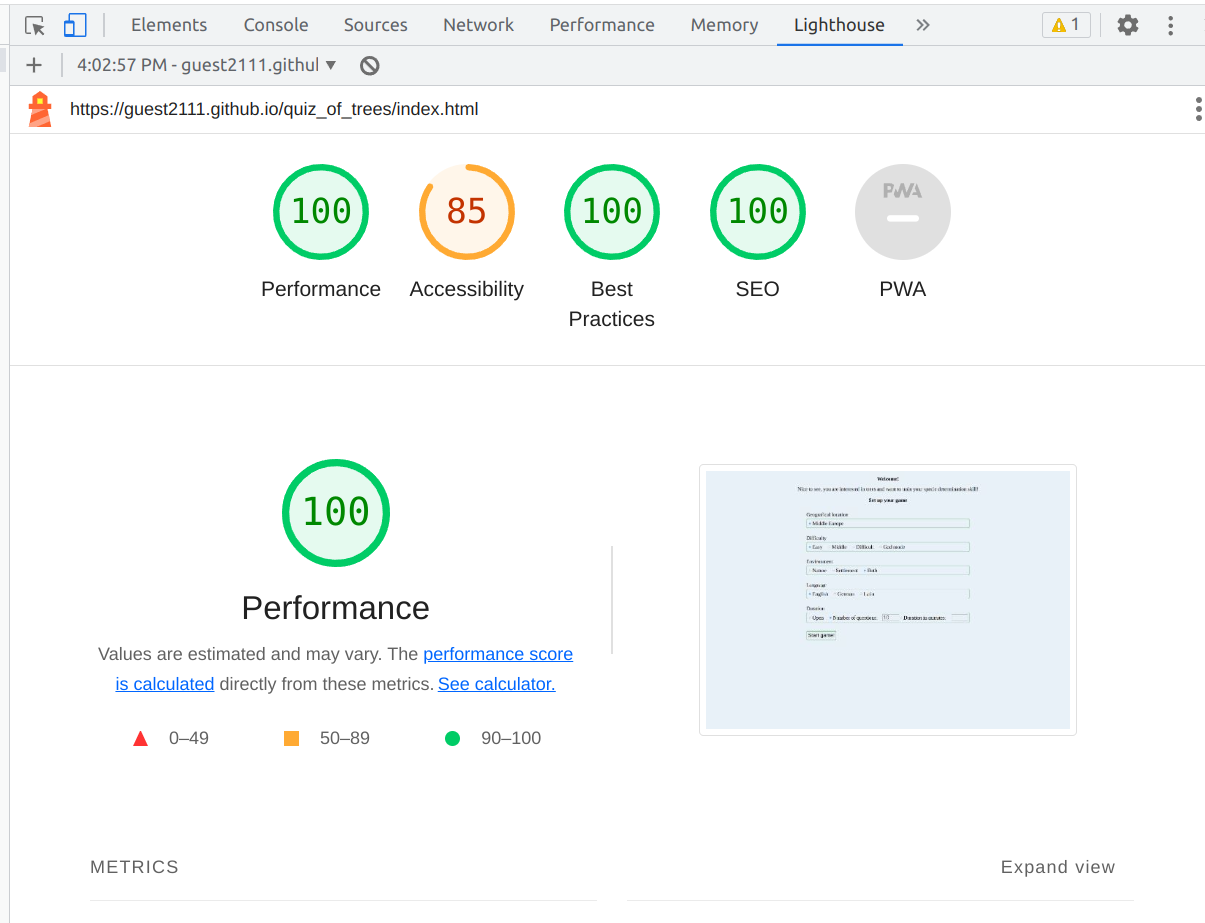 Elements Console Sources Network Performance Memory Lighthouse » 1
+ 4:02:57 PM - guest2111.githul
https://guest2111.github.io/quiz_of_trees/index.html
100 85 100 100 PWA
Performance Accessibility Best Practices SEO PWA
100
Performance
Values are estimated and may vary. The performance score
is calculated directly from these metrics. See calculator.
0–49 50–89 90–100
Welcome!
Nice to see, you are interested in trees and want to train your specie determination skill!
Set up your game
Geografical location
Middle Europe
Difficulty
Easy Middle Difficult Godmode
Environment
Nature Settlement Both
Language
English German Latin
Duration
Open Number of questions: 10 Duration in minutes:
Start game
METRICS
Expand view